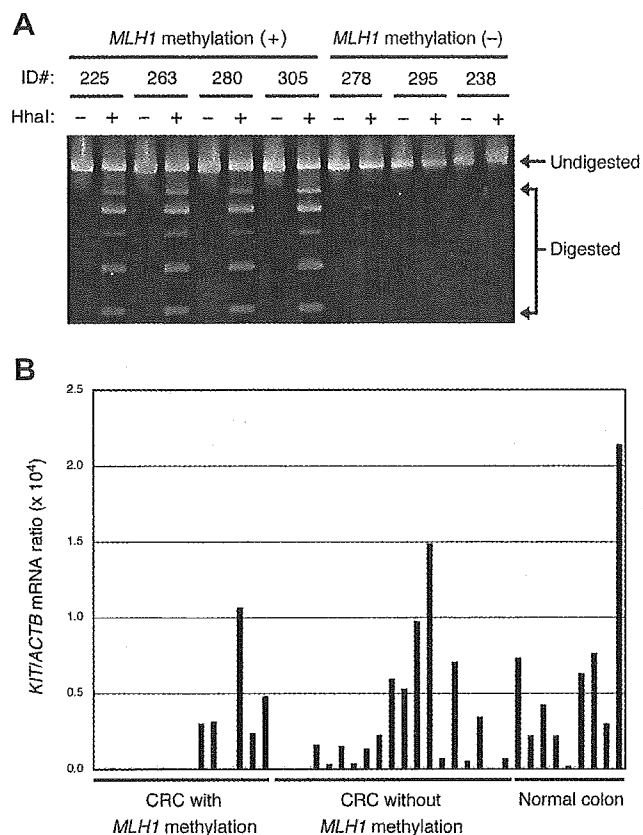 A
MLH1 methylation (+) MLH1 methylation (–)
ID#: 225 263 280 305 278 295 238
HhaI: – + – + – + – + – + – + – +
Undigested
Digested
B
KIT/ACTB mRNA ratio (x 10⁴)
2.5
2.0
1.5
1.0
0.5
0.0
CRC with
MLH1 methylation
CRC without
MLH1 methylation
Normal colon